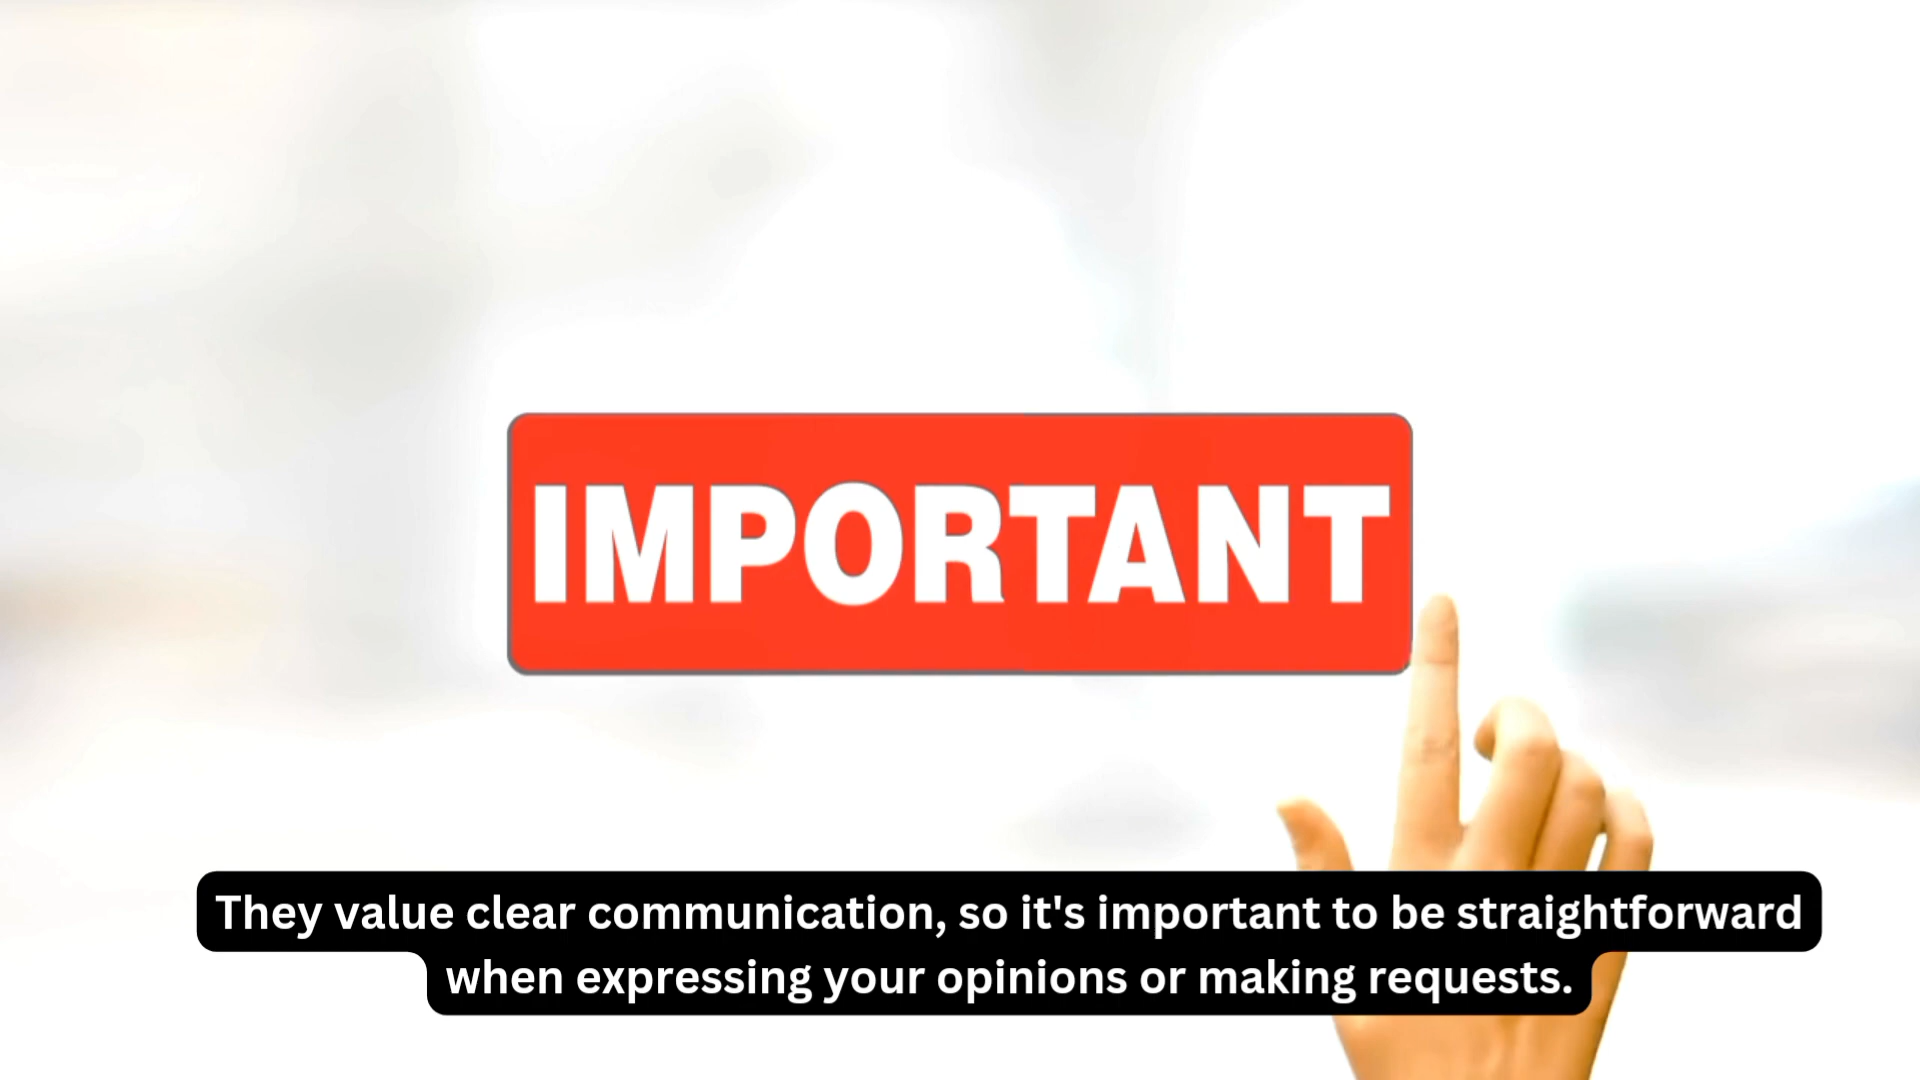 IMPORTANT
They value clear communication, so it's important to be straightforward
when expressing your opinions or making requests.